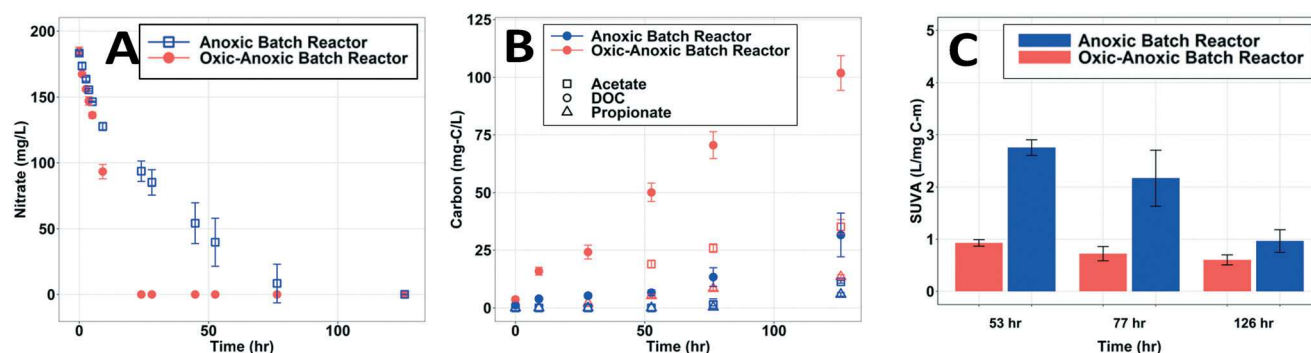 A
Anoxic Batch Reactor
Oxic-Anoxic Batch Reactor
200
150
100
50
0
Nitrate (mg/L)
0
50
100
Time (hr)
B
Anoxic Batch Reactor
Oxic-Anoxic Batch Reactor
Acetate
DOC
Propionate
125
100
75
50
25
0
Carbon (mg-C/L)
0
50
100
Time (hr)
C
Anoxic Batch Reactor
Oxic-Anoxic Batch Reactor
5
4
3
2
1
0
SUVA (L/mg C-m)
53 hr
77 hr
126 hr
Time (hr)